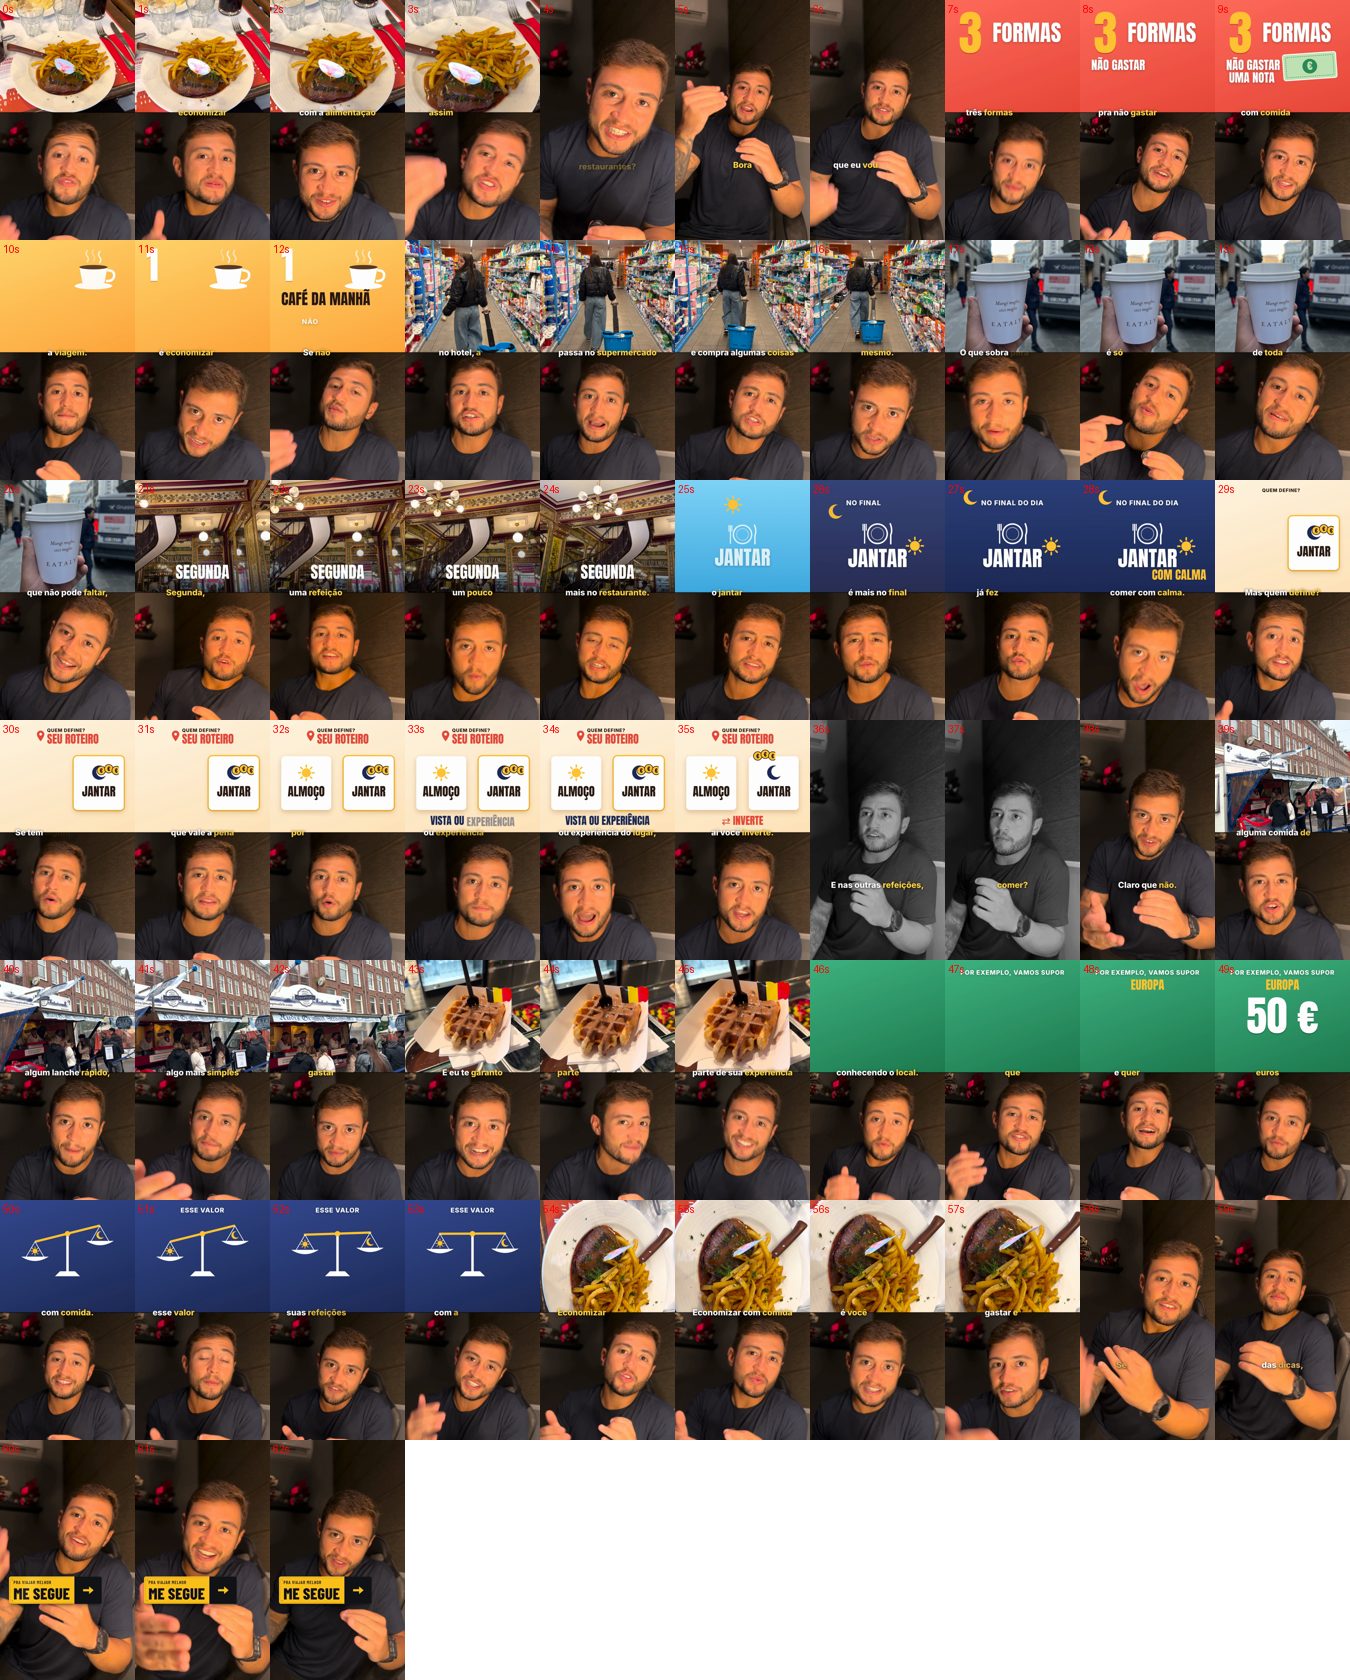 0s
1s
2s
3s
5s
7s
8s
9s
3 FORMAS
3 FORMAS
NÃO GASTAR
3 FORMAS
NÃO GASTAR
UMA NOTA
€
economizar
com a alimentação
assim
restaurantes?
Bora
que eu vou
três formas
pra não gastar
com comida
10s
11s
12s
1
1
CAFÉ DA MANHÃ
NÃO
EATALY
EATALY
EATALY
a viagem.
e economizar
Se não
no hotel, a
passa no supermercado
e compra algumas coisas
mesmo.
O que sobra
é só
de toda
23s
24s
25s
27s
29s
EATALY
SEGUNDA
SEGUNDA
SEGUNDA
SEGUNDA
JANTAR
NO FINAL
JANTAR
NO FINAL DO DIA
JANTAR
NO FINAL DO DIA
JANTAR
COM CALMA
QUEM DEFINE?
JANTAR
que não pode faltar,
Segunda,
uma refeição
um pouco
mais no restaurante.
o jantar
é mais no final
já fez
comer com calma.
Mas quem define?
30s
31s
32s
33s
34s
35s
QUEM DEFINE?
SEU ROTEIRO
JANTAR
QUEM DEFINE?
SEU ROTEIRO
JANTAR
QUEM DEFINE?
SEU ROTEIRO
ALMOÇO
JANTAR
QUEM DEFINE?
SEU ROTEIRO
ALMOÇO
JANTAR
VISTA OU EXPERIÊNCIA
QUEM DEFINE?
SEU ROTEIRO
ALMOÇO
JANTAR
VISTA OU EXPERIÊNCIA
QUEM DEFINE?
SEU ROTEIRO
ALMOÇO
JANTAR
INVERTE
Se tem
que vale a pena
por
ou experiência
ou experiência do lugar,
aí você inverte.
E nas outras refeições,
comer?
Claro que não.
alguma comida de
41s
42s
43s
45s
46s
47s
48s
49s
POR EXEMPLO, VAMOS SUPOR
POR EXEMPLO, VAMOS SUPOR
EUROPA
POR EXEMPLO, VAMOS SUPOR
EUROPA
50 €
algum lanche rápido,
algo mais simples
gastar
E eu te garanto
parte
parte de sua experiência
conhecendo o local.
que
e quer
euros
56s
57s
ESSE VALOR
ESSE VALOR
ESSE VALOR
com comida.
esse valor
suas refeições
com a
Economizar
Economizar com comida
é você
gastar e
Se
das dicas,
PRA VIAJAR MELHOR
ME SEGUE
PRA VIAJAR MELHOR
ME SEGUE
PRA VIAJAR MELHOR
ME SEGUE